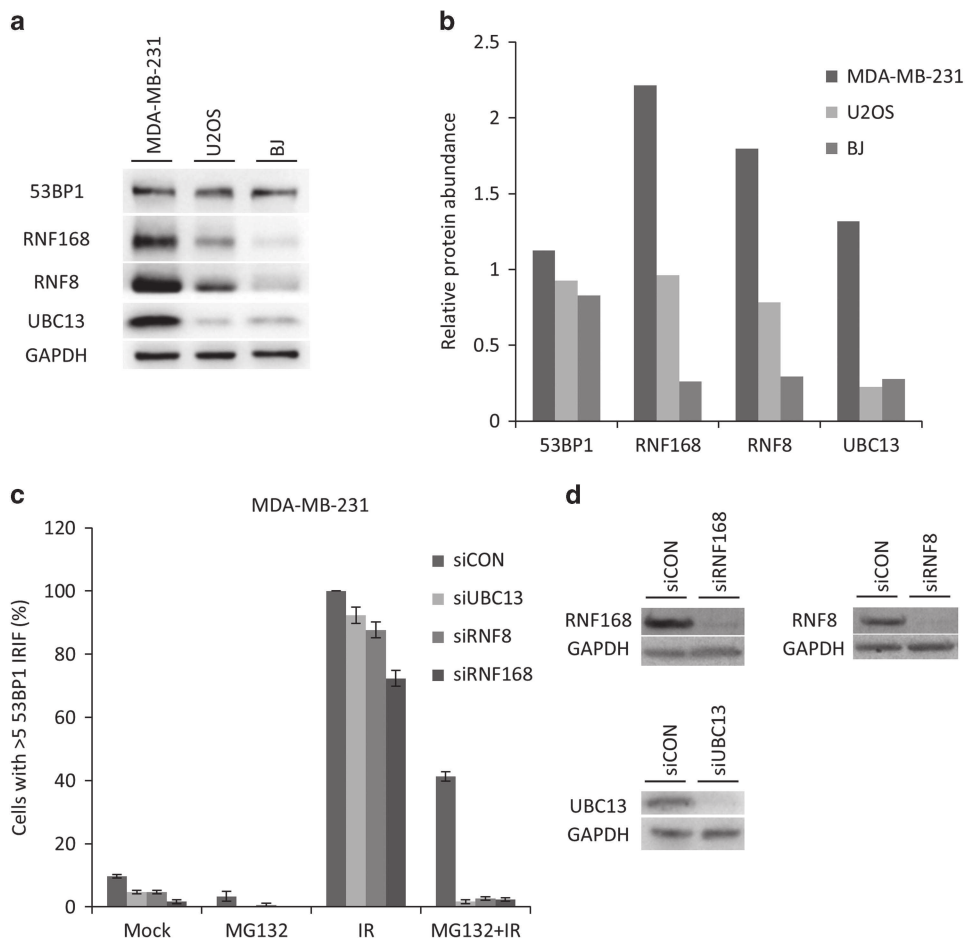 a
MDA-MB-231
U2OS
BJ
53BP1
RNF168
RNF8
UBC13
GAPDH
b
2.5
2
1.5
1
0.5
0
Relative protein abundance
MDA-MB-231
U2OS
BJ
53BP1 RNF168 RNF8 UBC13
c
MDA-MB-231
120
100
80
60
40
20
0
Cells with >5 53BP1 IRIF (%)
siCON
siUBC13
siRNF8
siRNF168
Mock MG132 IR MG132+IR
d
siCON
siRNF168
RNF168
GAPDH
siCON
siRNF8
RNF8
GAPDH
siCON
siUBC13
UBC13
GAPDH